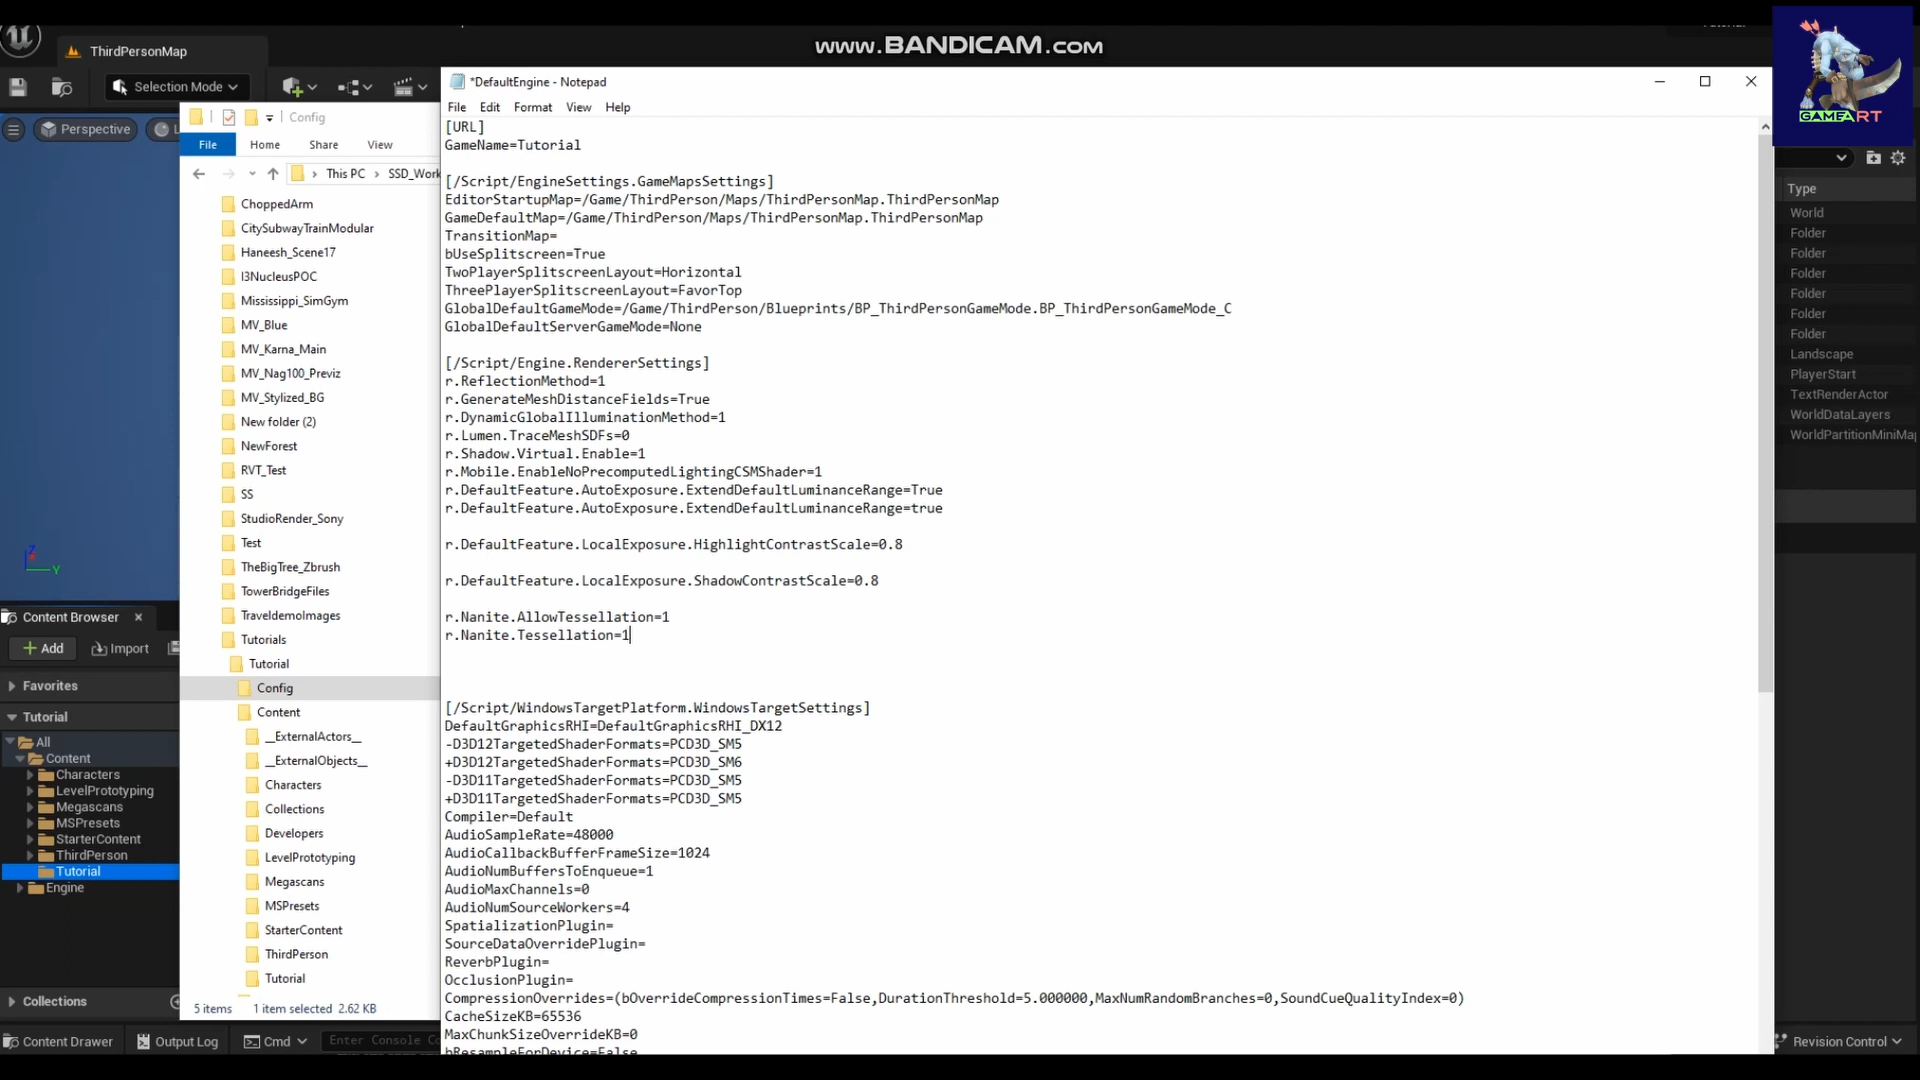 www.BANDICAM.com
ThirdPersonMap
Selection Mode
Perspective
*DefaultEngine - Notepad
File Edit Format View Help
Config
File Home Share View
This PC > SSD_Work
ChoppedArm
CitySubwayTrainModular
Haneesh_Scene17
I3NucleusPOC
Mississippi_SimGym
MV_Blue
MV_Karna_Main
MV_Nag100_Previz
MV_Stylized_BG
New folder (2)
NewForest
RVT_Test
SS
StudioRender_Sony
Test
TheBigTree_Zbrush
TowerBridgeFiles
TraveldemoImages
Tutorials
Tutorial
Config
Content
__ExternalActors__
__ExternalObjects__
Characters
Collections
Developers
LevelPrototyping
Megascans
MSPresets
StarterContent
ThirdPerson
Tutorial
5 items 1 item selected 2.62 KB
[URL]
GameName=Tutorial
[/Script/EngineSettings.GameMapsSettings]
EditorStartupMap=/Game/ThirdPerson/Maps/ThirdPersonMap.ThirdPersonMap
GameDefaultMap=/Game/ThirdPerson/Maps/ThirdPersonMap.ThirdPersonMap
TransitionMap=
bUseSplitscreen=True
TwoPlayerSplitscreenLayout=Horizontal
ThreePlayerSplitscreenLayout=FavorTop
GlobalDefaultGameMode=/Game/ThirdPerson/Blueprints/BP_ThirdPersonGameMode.BP_ThirdPersonGameMode_C
GlobalDefaultServerGameMode=None
[/Script/Engine.RendererSettings]
r.ReflectionMethod=1
r.GenerateMeshDistanceFields=True
r.DynamicGlobalIlluminationMethod=1
r.Lumen.TraceMeshSDFs=0
r.Shadow.Virtual.Enable=1
r.Mobile.EnableNoPrecomputedLightingCSMShader=1
r.DefaultFeature.AutoExposure.ExtendDefaultLuminanceRange=True
r.DefaultFeature.AutoExposure.ExtendDefaultLuminanceRange=true
r.DefaultFeature.LocalExposure.HighlightContrastScale=0.8
r.DefaultFeature.LocalExposure.ShadowContrastScale=0.8
r.Nanite.AllowTessellation=1
r.Nanite.Tessellation=1
[/Script/WindowsTargetPlatform.WindowsTargetSettings]
DefaultGraphicsRHI=DefaultGraphicsRHI_DX12
-D3D12TargetedShaderFormats=PCD3D_SM5
+D3D12TargetedShaderFormats=PCD3D_SM6
-D3D11TargetedShaderFormats=PCD3D_SM5
+D3D11TargetedShaderFormats=PCD3D_SM5
Compiler=Default
AudioSampleRate=48000
AudioCallbackBufferFrameSize=1024
AudioNumBuffersToEnqueue=1
AudioMaxChannels=0
AudioNumSourceWorkers=4
SpatializationPlugin=
SourceDataOverridePlugin=
ReverbPlugin=
OcclusionPlugin=
CompressionOverrides=(bOverrideCompressionTimes=False,DurationThreshold=5.000000,MaxNumRandomBranches=0,SoundCueQualityIndex=0)
CacheSizeKB=65536
MaxChunkSizeOverrideKB=0
bResampleForDevice=False
GAMEART
Type
World
Folder
Folder
Folder
Folder
Folder
Folder
Landscape
PlayerStart
TextRenderActor
WorldDataLayers
WorldPartitionMiniMa
Content Browser
Add Import
Favorites
Tutorial
All
Content
Characters
LevelPrototyping
Megascans
MSPresets
StarterContent
ThirdPerson
Tutorial
Engine
Collections
Content Drawer Output Log Cmd Enter Console Co
Revision Control
Z
Y